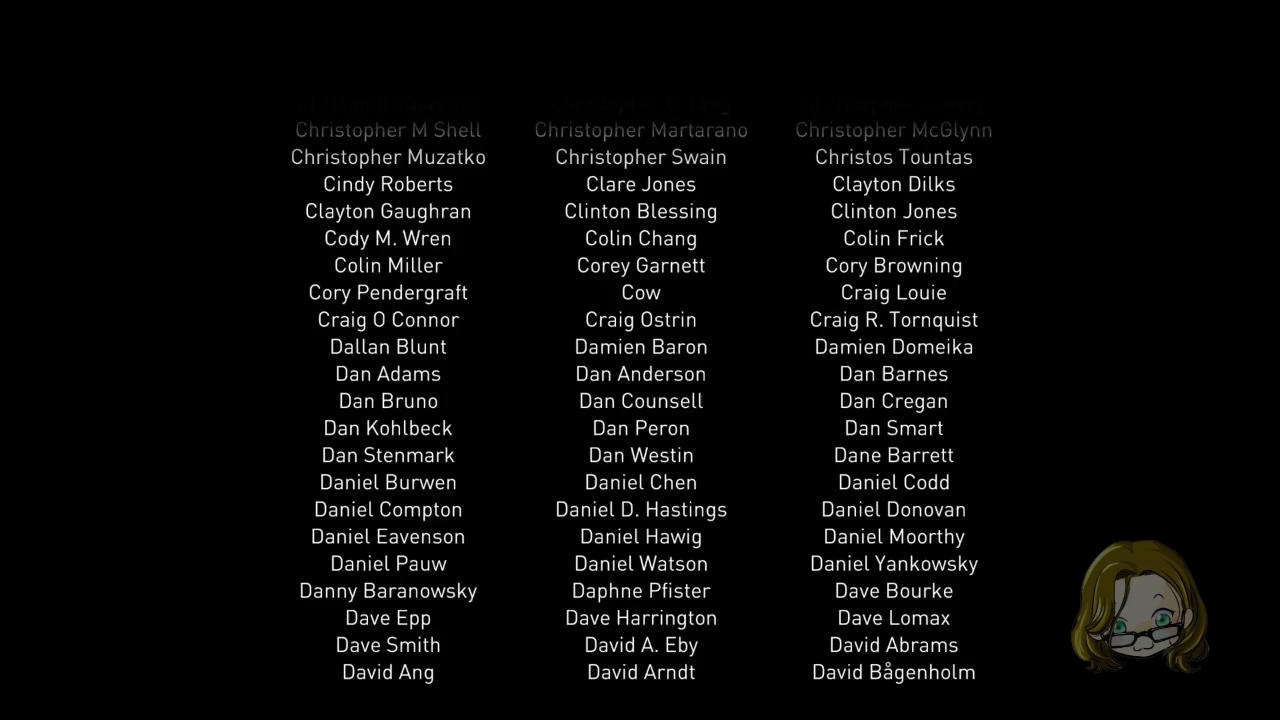 Christopher M Shell Christopher Martarano Christopher McGlynn
Christopher Muzatko Christopher Swain Christos Tountas
Cindy Roberts Clare Jones Clayton Dilks
Clayton Gaughran Clinton Blessing Clinton Jones
Cody M. Wren Colin Chang Colin Frick
Colin Miller Corey Garnett Cory Browning
Cory Pendergraft Cow Craig Louie
Craig O Connor Craig Ostrin Craig R. Tornquist
Dallan Blunt Damien Baron Damien Domeika
Dan Adams Dan Anderson Dan Barnes
Dan Bruno Dan Counsell Dan Cregan
Dan Kohlbeck Dan Peron Dan Smart
Dan Stenmark Dan Westin Dane Barrett
Daniel Burwen Daniel Chen Daniel Codd
Daniel Compton Daniel D. Hastings Daniel Donovan
Daniel Eavenson Daniel Hawig Daniel Moorthy
Daniel Pauw Daniel Watson Daniel Yankowsky
Danny Baranowsky Daphne Pfister Dave Bourke
Dave Epp Dave Harrington Dave Lomax
Dave Smith David A. Eby David Abrams
David Ang David Arndt David Bågenholm